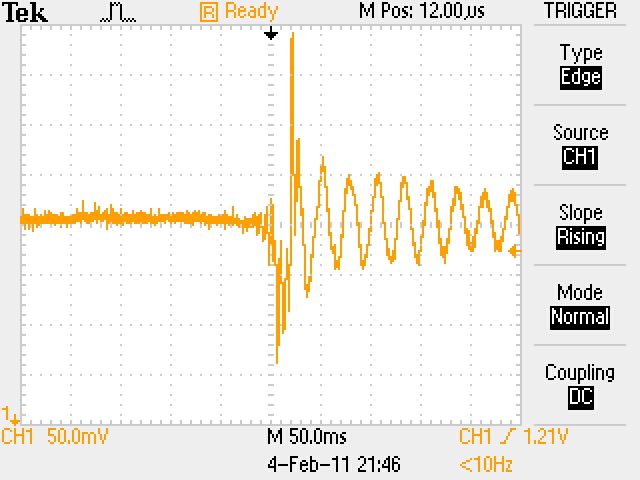 Tek R Ready M Pos: 12.00µs TRIGGER
Type
Edge
Source
CH1
Slope
Rising
Mode
Normal
Coupling
DC
1
CH1 50.0mV M 50.0ms CH1 1.21V
4-Feb-11 21:46 <10Hz